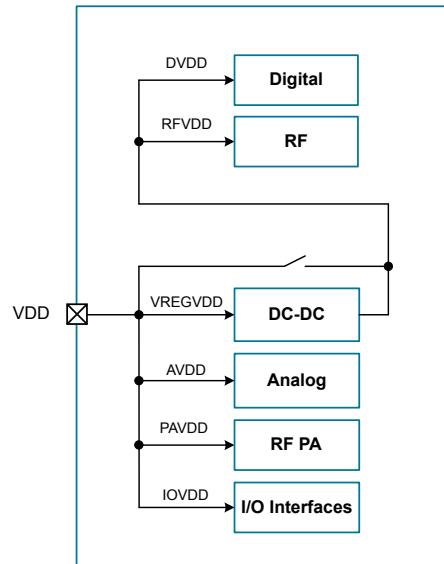 DVDD
Digital
RFVDD
RF
VDD
VREGVDD
DC-DC
AVDD
Analog
PAVDD
RF PA
IOVDD
I/O Interfaces